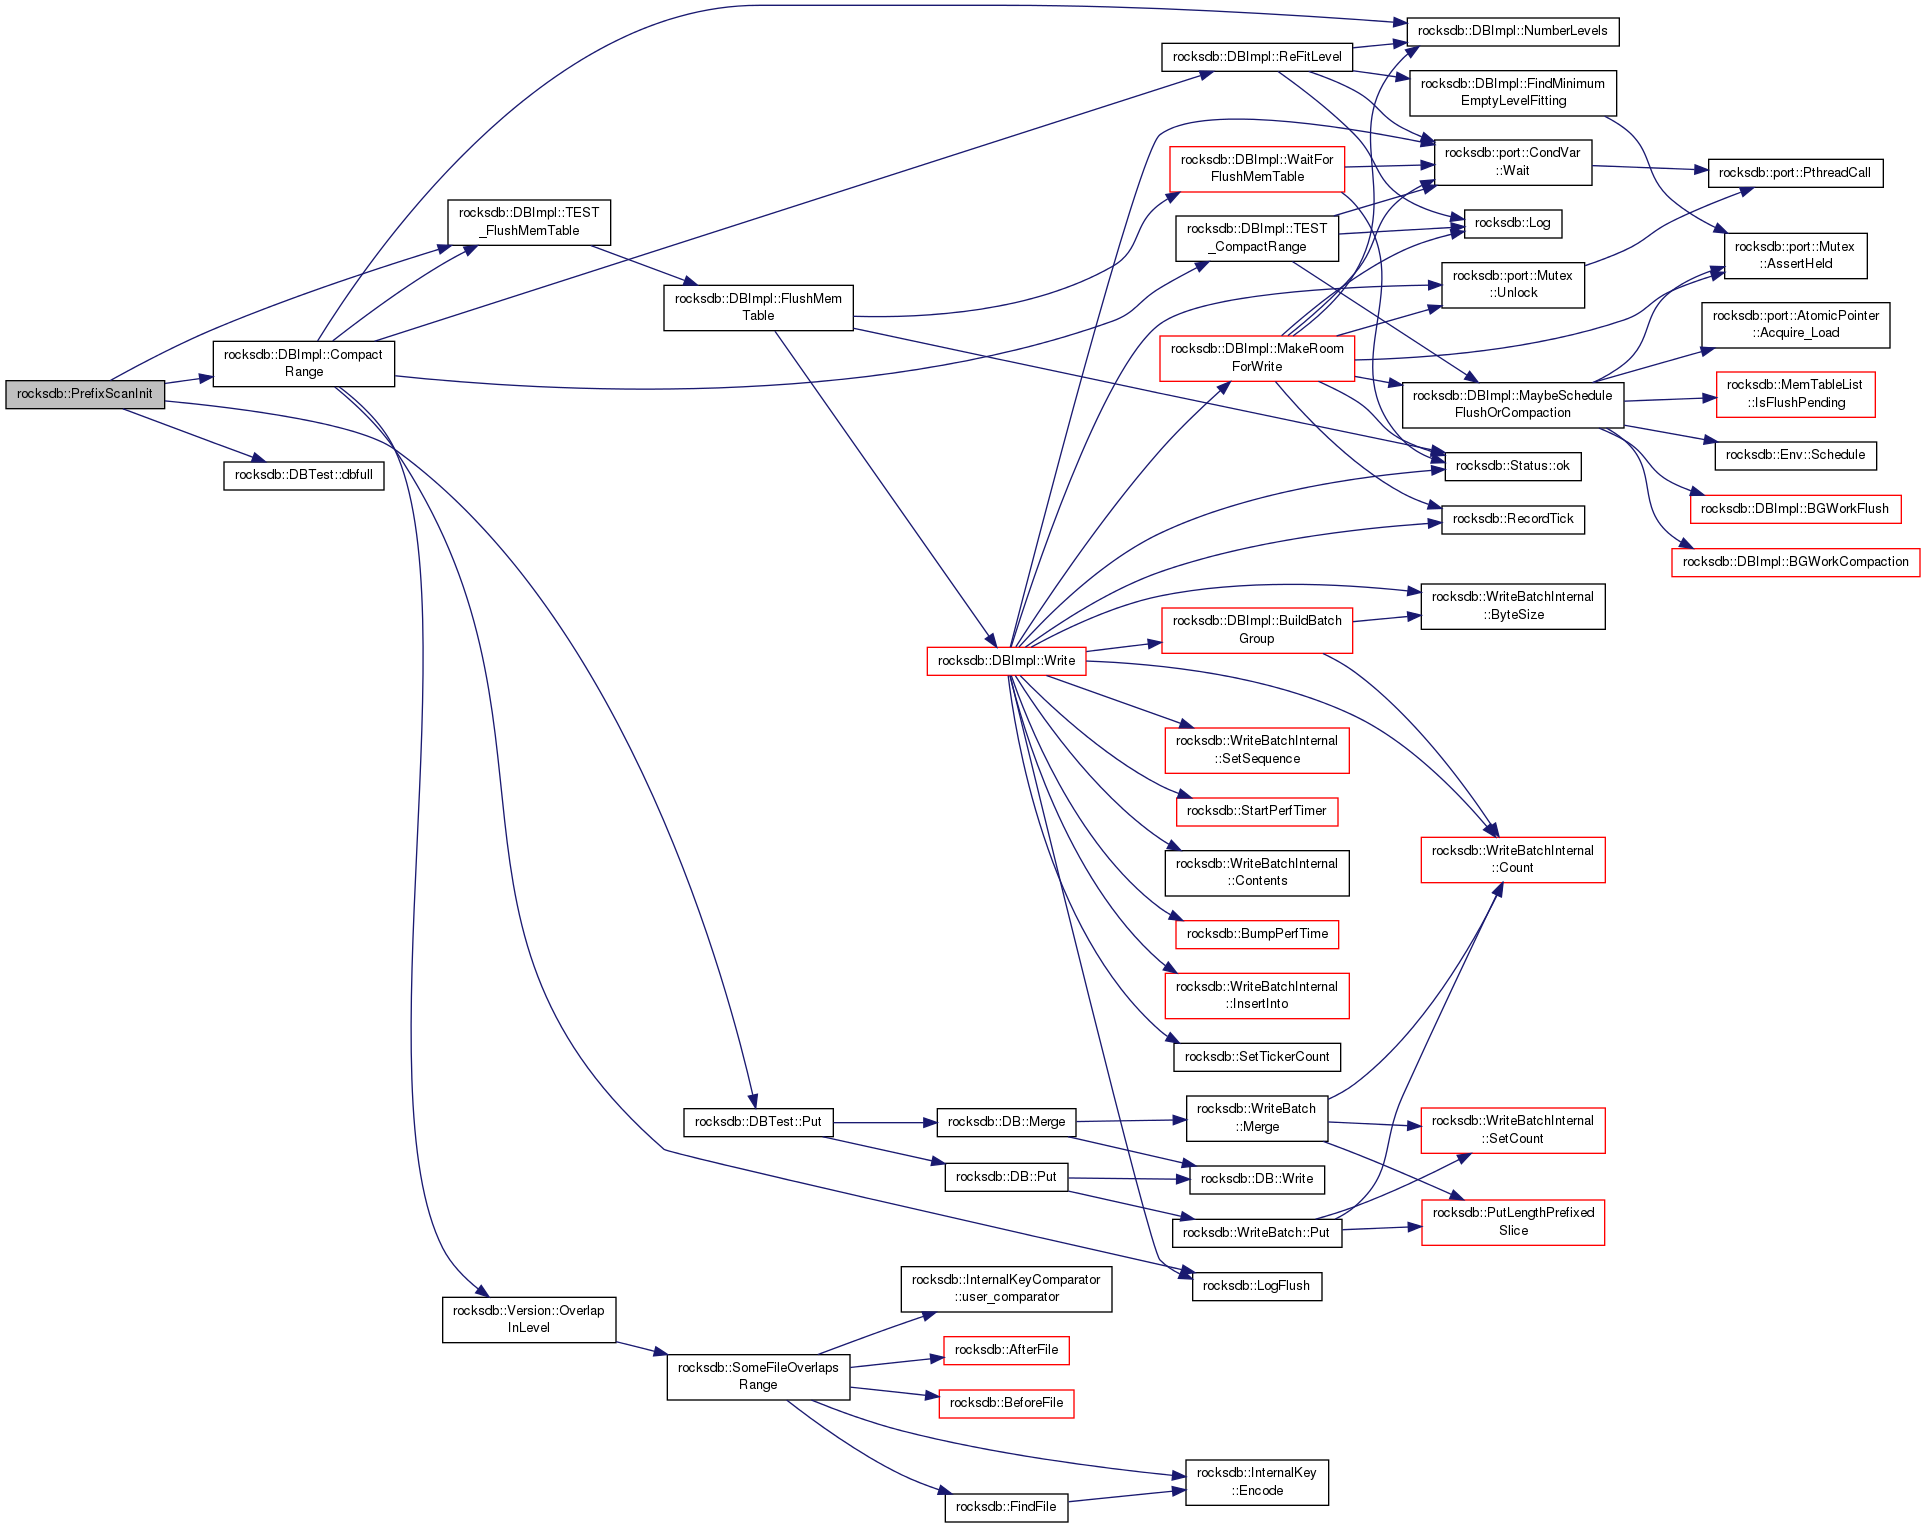 rocksdb::PrefixScanInit
rocksdb::DBImpl::Compact
Range
rocksdb::DBTest::dbfull
rocksdb::DBImpl::TEST
_FlushMemTable
rocksdb::Version::Overlap
InLevel
rocksdb::DBImpl::FlushMem
Table
rocksdb::DBTest::Put
rocksdb::SomeFileOverlaps
Range
rocksdb::DBImpl::Write
rocksdb::DB::Merge
rocksdb::DB::Put
rocksdb::InternalKeyComparator
::user_comparator
rocksdb::AfterFile
rocksdb::BeforeFile
rocksdb::FindFile
rocksdb::DBImpl::ReFitLevel
rocksdb::DBImpl::WaitFor
FlushMemTable
rocksdb::DBImpl::TEST
_CompactRange
rocksdb::DBImpl::MakeRoom
ForWrite
rocksdb::DBImpl::BuildBatch
Group
rocksdb::WriteBatchInternal
::SetSequence
rocksdb::StartPerfTimer
rocksdb::WriteBatchInternal
::Contents
rocksdb::BumpPerfTime
rocksdb::WriteBatchInternal
::InsertInto
rocksdb::SetTickerCount
rocksdb::WriteBatch
::Merge
rocksdb::DB::Write
rocksdb::WriteBatch::Put
rocksdb::LogFlush
rocksdb::InternalKey
::Encode
rocksdb::DBImpl::NumberLevels
rocksdb::DBImpl::FindMinimum
EmptyLevelFitting
rocksdb::port::CondVar
::Wait
rocksdb::Log
rocksdb::port::Mutex
::Unlock
rocksdb::DBImpl::MaybeSchedule
FlushOrCompaction
rocksdb::Status::ok
rocksdb::RecordTick
rocksdb::WriteBatchInternal
::ByteSize
rocksdb::WriteBatchInternal
::Count
rocksdb::WriteBatchInternal
::SetCount
rocksdb::PutLengthPrefixed
Slice
rocksdb::port::PthreadCall
rocksdb::port::Mutex
::AssertHeld
rocksdb::port::AtomicPointer
::Acquire_Load
rocksdb::MemTableList
::IsFlushPending
rocksdb::Env::Schedule
rocksdb::DBImpl::BGWorkFlush
rocksdb::DBImpl::BGWorkCompaction